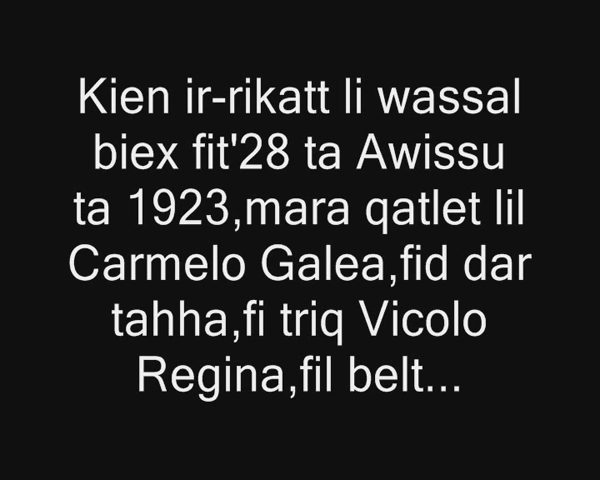 Kien ir-rikatt li wassal
biex fit'28 ta Awissu
ta 1923,mara qatlet lil
Carmelo Galea,fid dar
tahha,fi triq Vicolo
Regina,fil belt...